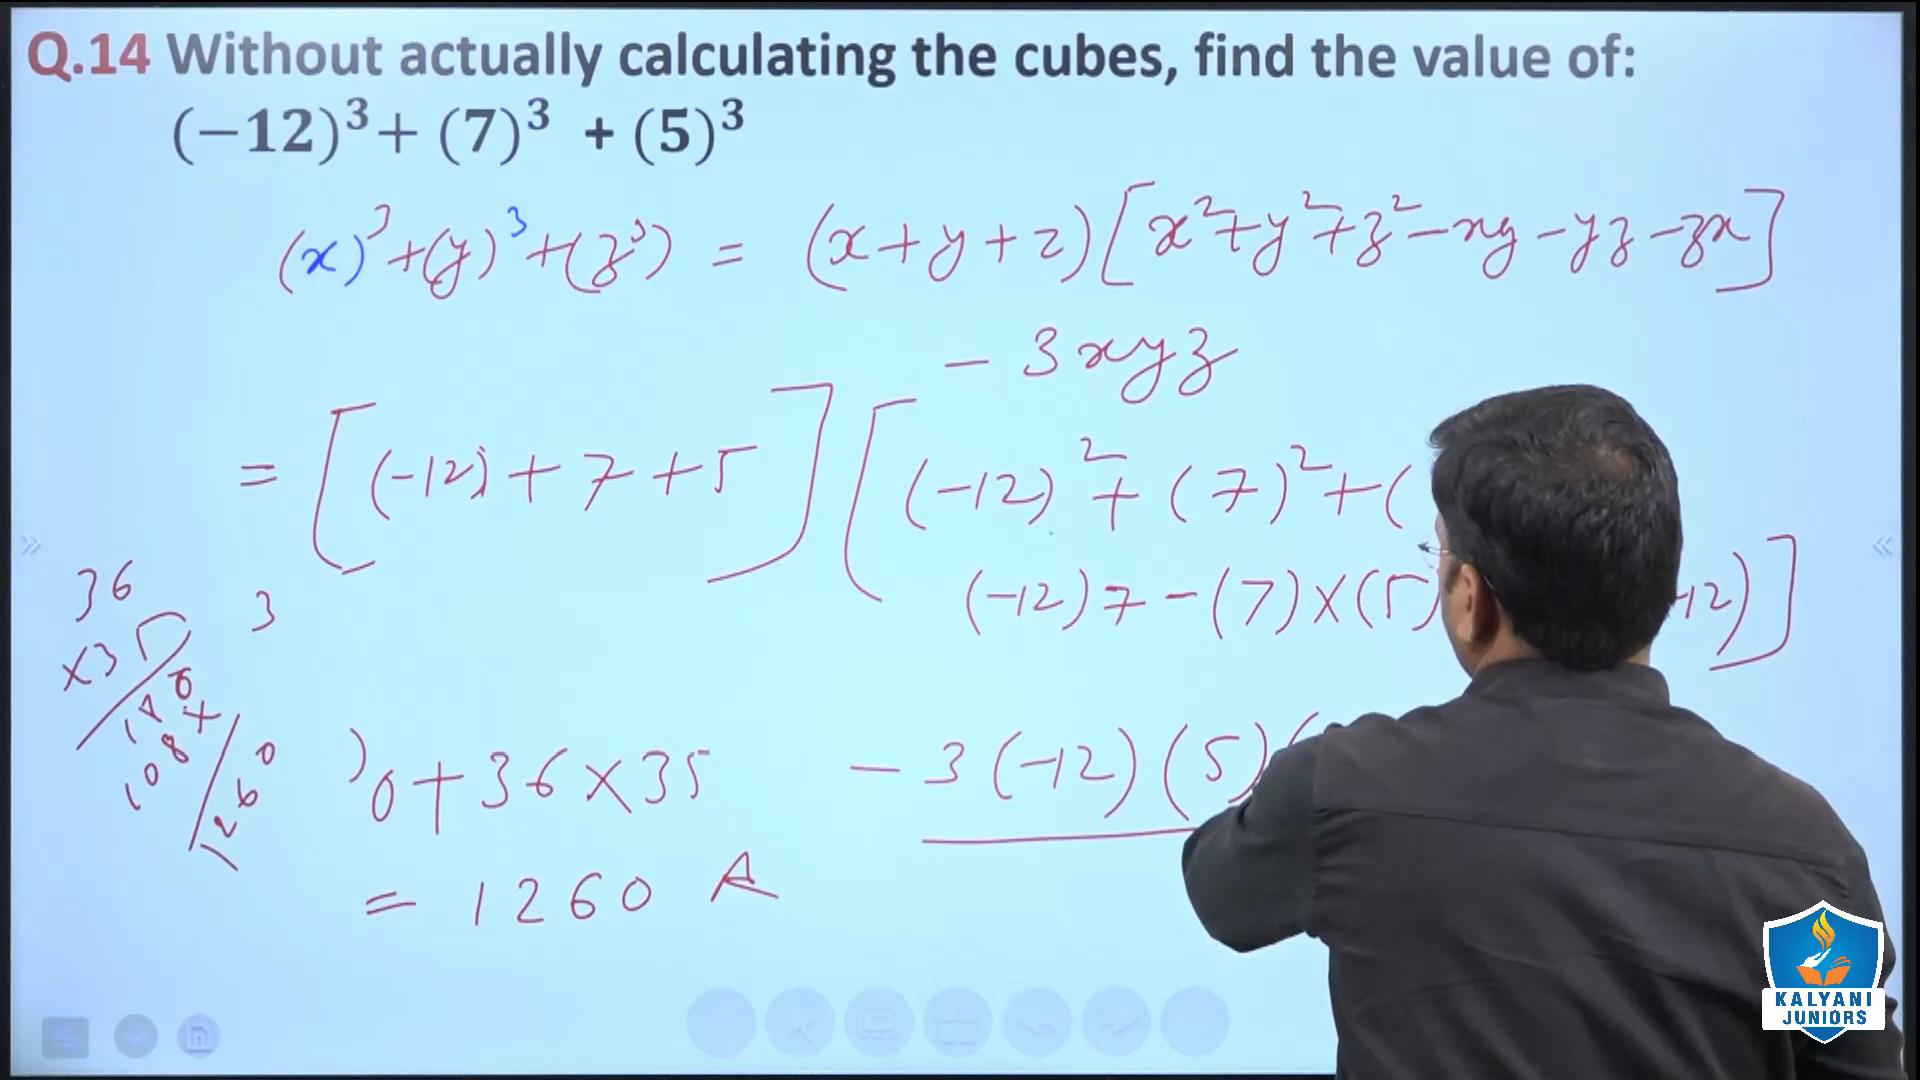 Q.14 Without actually calculating the cubes, find the value of:
(−12)³ + (7)³ + (5)³
(x)³ + (y)³ + (z³) = (x + y + z) [x² + y² + z² − xy − yz − zx]
− 3xyz
= [(-12) + 7 + 5] [(-12)² + (7)² + (
(-12) 7 − (7) × (5) -12)]
36
×35
180
108×
1260
3
0 + 36 × 35
− 3 (-12) (5) (
= 1260 A
KALYANI
JUNIORS